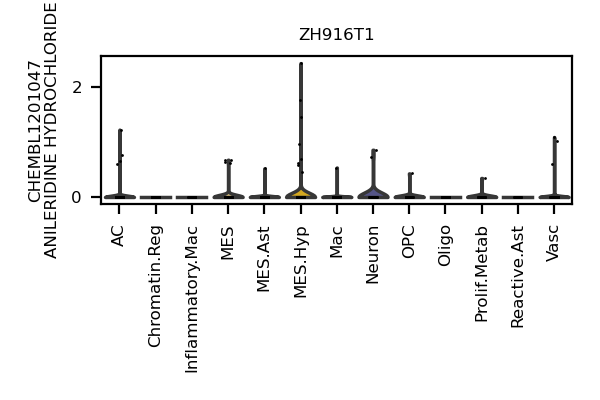 ZH916T1
CHEMBL1201047
ANILERIDINE HYDROCHLORIDE
2
0
AC
Chromatin.Reg
Inflammatory.Mac
MES
MES.Ast
MES.Hyp
Mac
Neuron
OPC
Oligo
Prolif.Metab
Reactive.Ast
Vasc